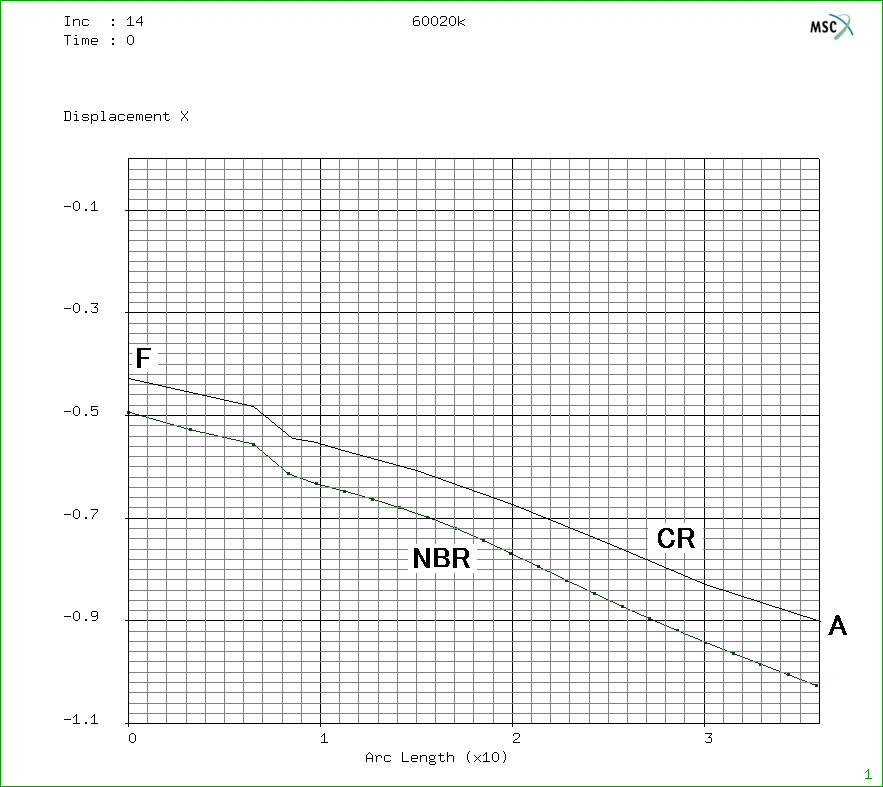 Inc : 14
60020k
MSC X
Time : 0
Displacement X
-0.1
-0.3
F
-0.5
-0.7
CR
NBR
-0.9
A
-1.1
0 1 2 3
Arc Length (x10)
1